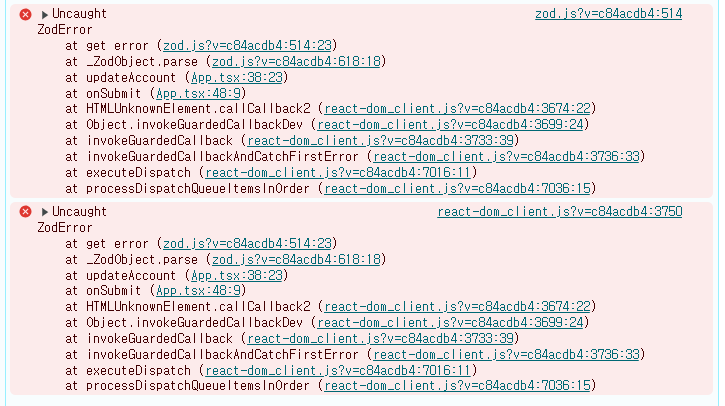 Uncaught zod.js?v=c84acdb4:514
ZodError
at get error (zod.js?v=c84acdb4:514:23)
at _ZodObject.parse (zod.js?v=c84acdb4:618:18)
at updateAccount (App.tsx:38:23)
at onSubmit (App.tsx:48:9)
at HTMLUnknownElement.callCallback2 (react-dom_client.js?v=c84acdb4:3674:22)
at Object.invokeGuardedCallbackDev (react-dom_client.js?v=c84acdb4:3699:24)
at invokeGuardedCallback (react-dom_client.js?v=c84acdb4:3733:39)
at invokeGuardedCallbackAndCatchFirstError (react-dom_client.js?v=c84acdb4:3736:33)
at executeDispatch (react-dom_client.js?v=c84acdb4:7016:11)
at processDispatchQueueItemsInOrder (react-dom_client.js?v=c84acdb4:7036:15)
Uncaught react-dom_client.js?v=c84acdb4:3750
ZodError
at get error (zod.js?v=c84acdb4:514:23)
at _ZodObject.parse (zod.js?v=c84acdb4:618:18)
at updateAccount (App.tsx:38:23)
at onSubmit (App.tsx:48:9)
at HTMLUnknownElement.callCallback2 (react-dom_client.js?v=c84acdb4:3674:22)
at Object.invokeGuardedCallbackDev (react-dom_client.js?v=c84acdb4:3699:24)
at invokeGuardedCallback (react-dom_client.js?v=c84acdb4:3733:39)
at invokeGuardedCallbackAndCatchFirstError (react-dom_client.js?v=c84acdb4:3736:33)
at executeDispatch (react-dom_client.js?v=c84acdb4:7016:11)
at processDispatchQueueItemsInOrder (react-dom_client.js?v=c84acdb4:7036:15)